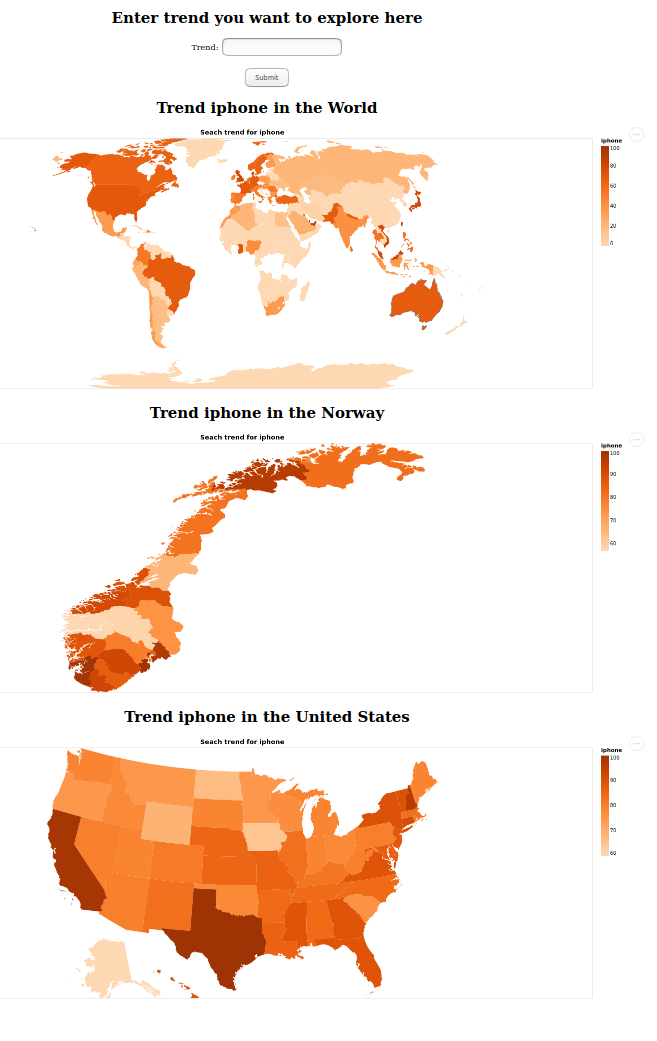 Enter trend you want to explore here
Trend:
Submit
Trend iphone in the World
Seach trend for iphone
iphone
100
80
60
40
20
0
Trend iphone in the Norway
Seach trend for iphone
iphone
100
90
80
70
60
Trend iphone in the United States
Seach trend for iphone
iphone
100
90
80
70
60